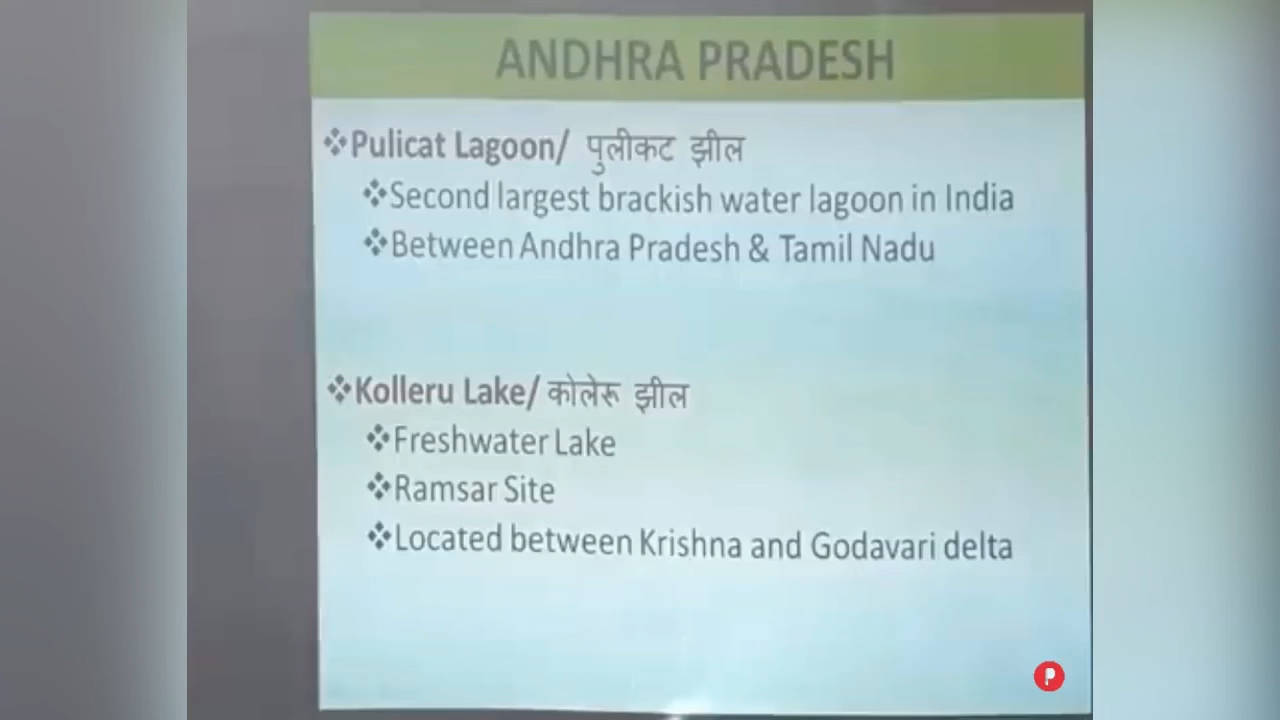 ANDHRA PRADESH
❖Pulicat Lagoon/ पुलीकट झील
❖Second largest brackish water lagoon in India
❖Between Andhra Pradesh & Tamil Nadu
❖Kolleru Lake/ कोलेरू झील
❖Freshwater Lake
❖Ramsar Site
❖Located between Krishna and Godavari delta
P